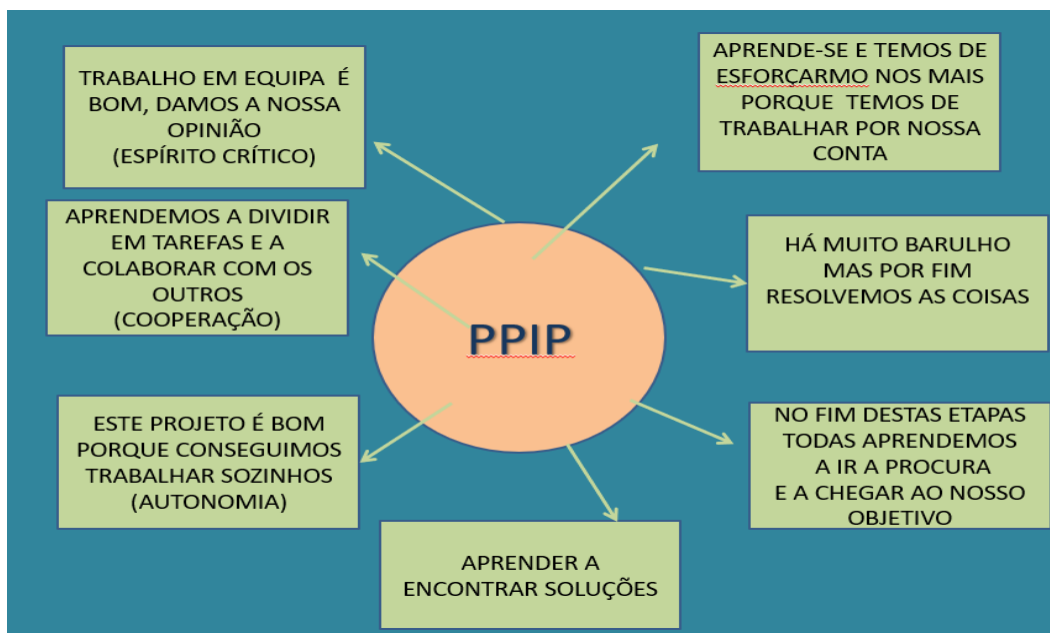 TRABALHO EM EQUIPA É
BOM, DAMOS A NOSSA
OPINIÃO
(ESPÍRITO CRÍTICO)
APRENDE-SE E TEMOS DE
ESFORÇARMO NOS MAIS
PORQUE TEMOS DE
TRABALHAR POR NOSSA
CONTA
APRENDEMOS A DIVIDIR
EM TAREFAS E A
COLABORAR COM OS
OUTROS
(COOPERAÇÃO)
HÁ MUITO BARULHO
MAS POR FIM
RESOLVEMOS AS COISAS
PPIP
ESTE PROJETO É BOM
PORQUE CONSEGUIMOS
TRABALHAR SOZINHOS
(AUTONOMIA)
NO FIM DESTAS ETAPAS
TODAS APRENDEMOS
A IR A PROCURA
E A CHEGAR AO NOSSO
OBJETIVO
APRENDER A
ENCONTRAR SOLUÇÕES